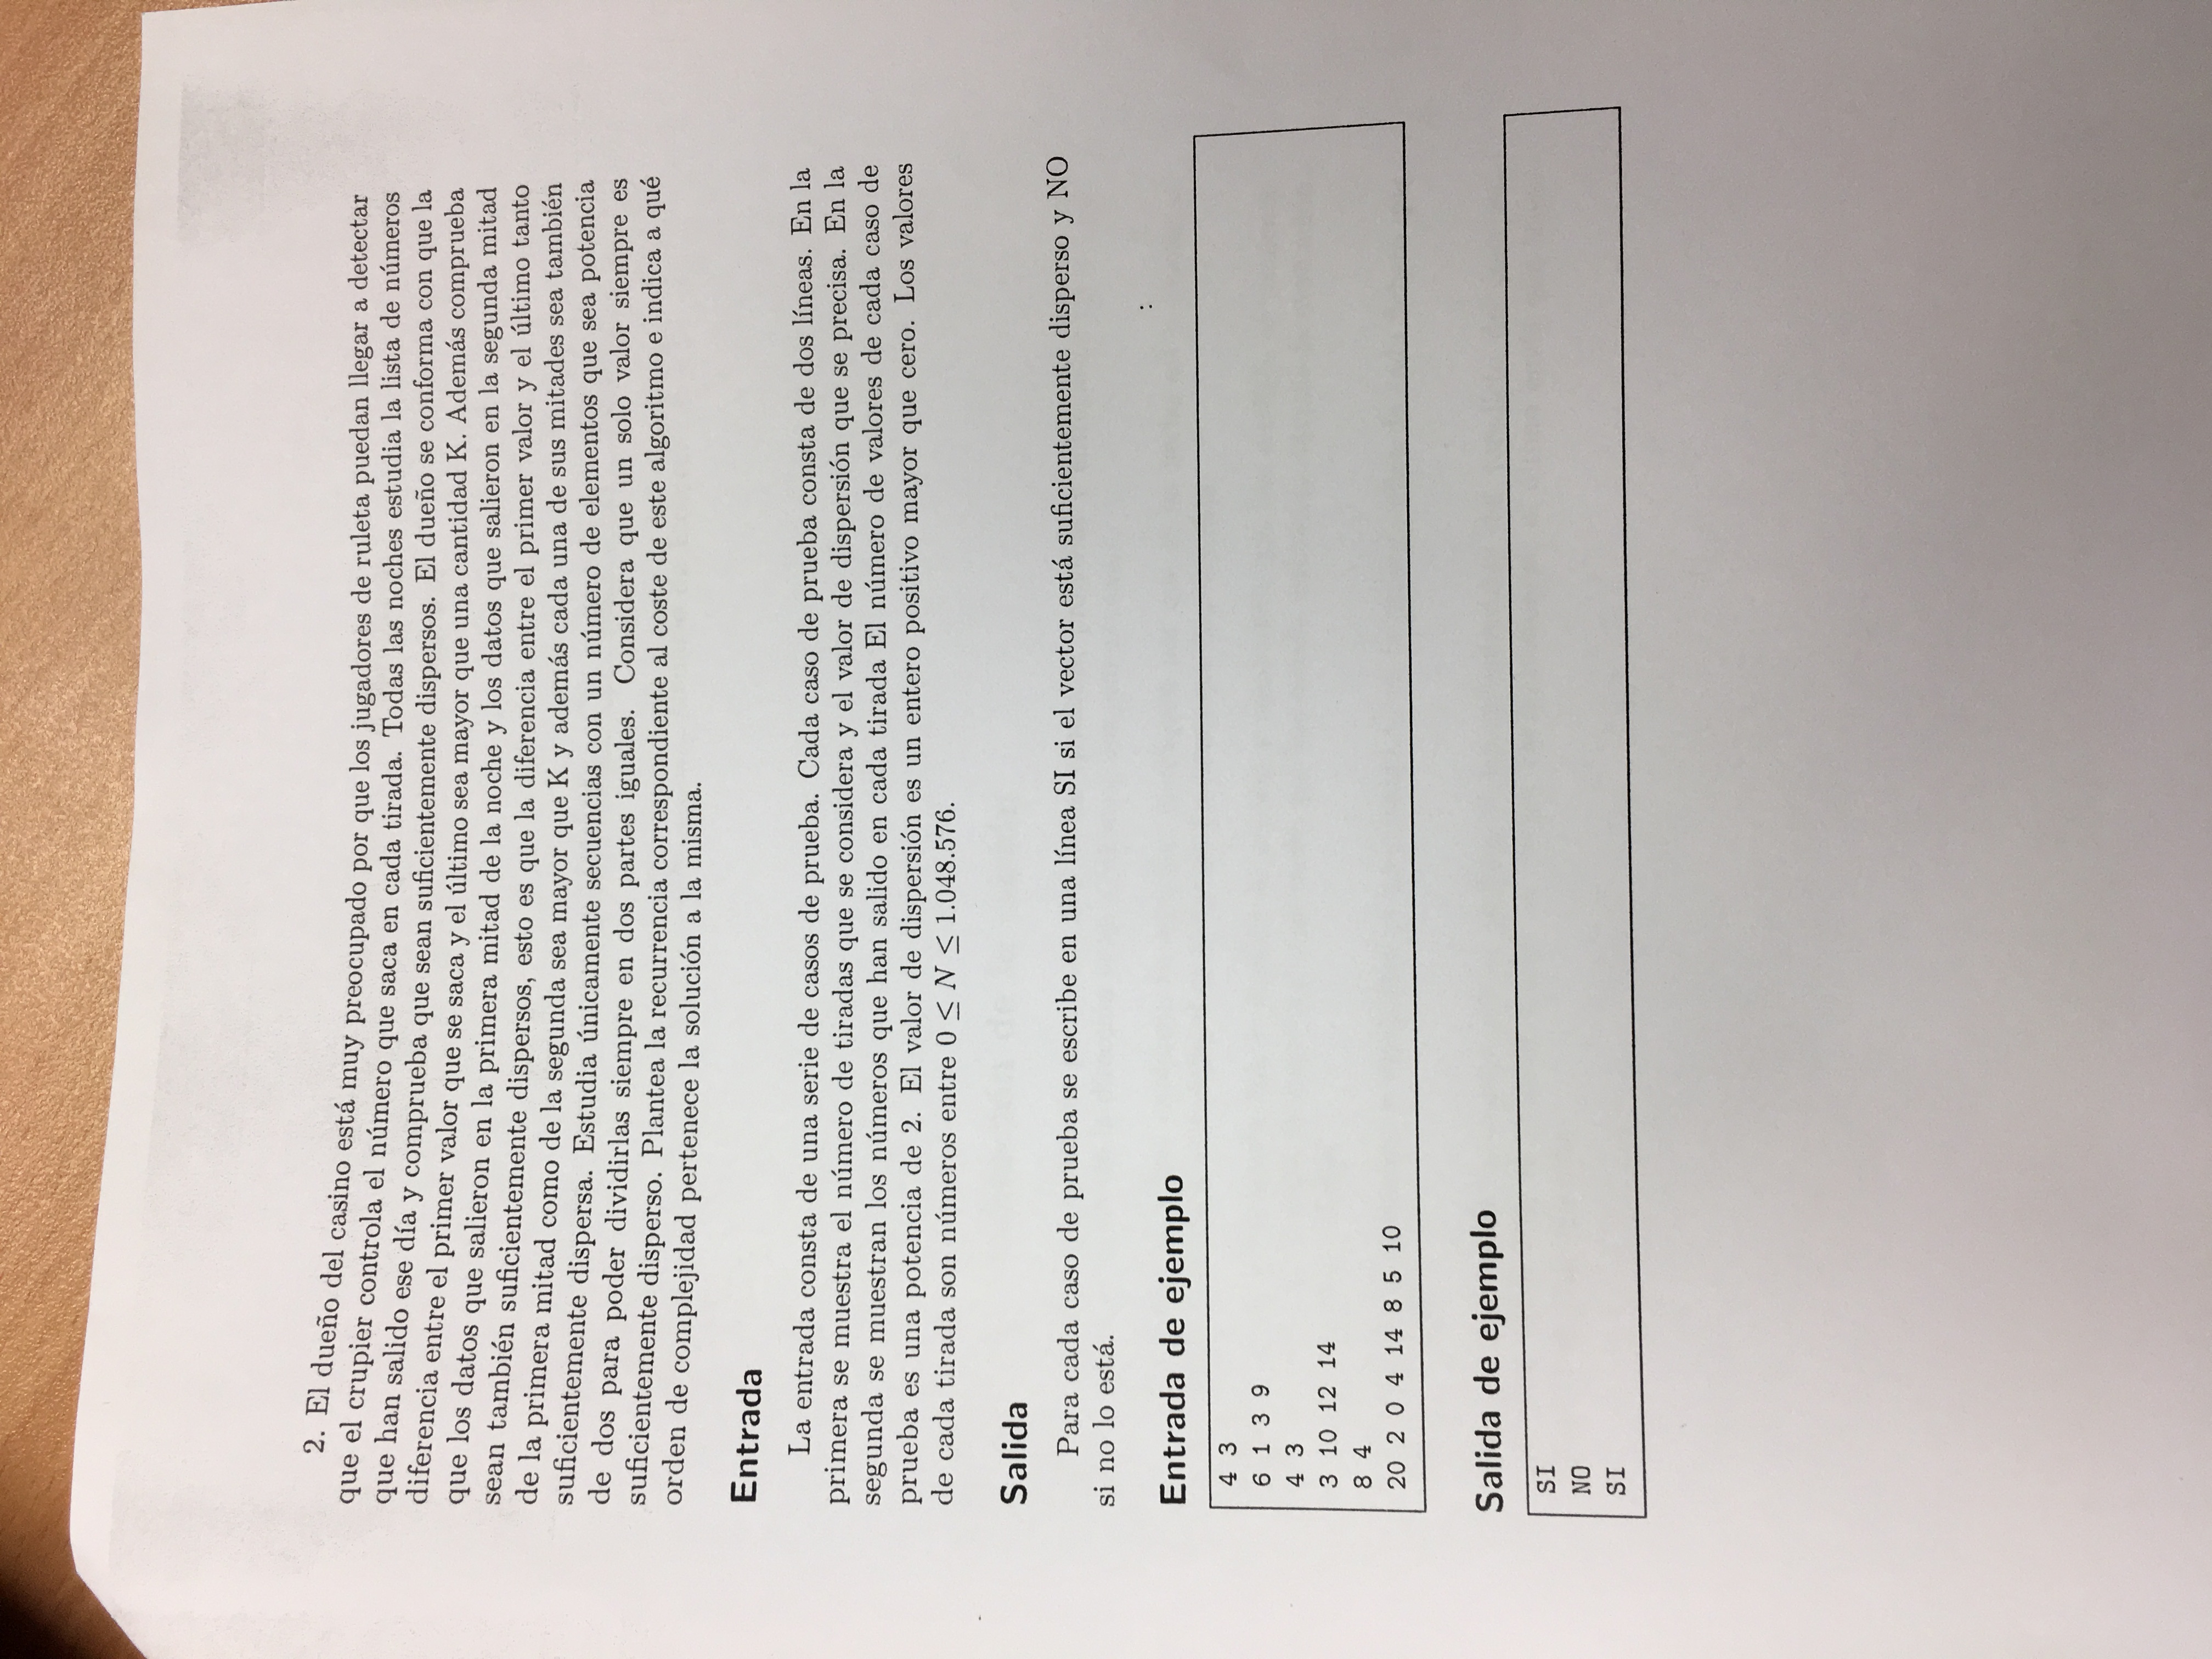 2. El dueño del casino está muy preocupado por que los jugadores de ruleta puedan llegar a detectar
que el crupier controla el número que saca en cada tirada. Todas las noches estudia la lista de números
que han salido ese día y comprueba que sean suficientemente dispersos. El dueño se conforma con que la
diferencia entre el primer valor que se saca y el último sea mayor que una cantidad K. Además comprueba
que los datos que salieron en la primera mitad de la noche y los datos que salieron en la segunda mitad
sean también suficientemente dispersos, esto es que la diferencia entre el primer valor y el último tanto
de la primera mitad como de la segunda sea mayor que K y además cada una de sus mitades sea también
suficientemente dispersa. Estudia únicamente secuencias con un número de elementos que sea potencia
de dos para poder dividirlas siempre en dos partes iguales. Considera que un solo valor siempre es
suficientemente disperso. Plantea la recurrencia correspondiente al coste de este algoritmo e indica a qué
orden de complejidad pertenece la solución a la misma.
Entrada
La entrada consta de una serie de casos de prueba. Cada caso de prueba consta de dos líneas. En la
primera se muestra el número de tiradas que se considera y el valor de dispersión que se precisa. En la
segunda se muestran los números que han salido en cada tirada El número de valores de cada caso de
prueba es una potencia de 2. El valor de dispersión es un entero positivo mayor que cero. Los valores
de cada tirada son números entre 0 ≤ N ≤ 1.048.576.
Salida
Para cada caso de prueba se escribe en una línea SI si el vector está suficientemente disperso y NO
si no lo está.
Entrada de ejemplo
4 3
6 1 3 9
4 3
3 10 12 14
8 4
20 2 0 4 14 8 5 10
Salida de ejemplo
SI
NO
SI